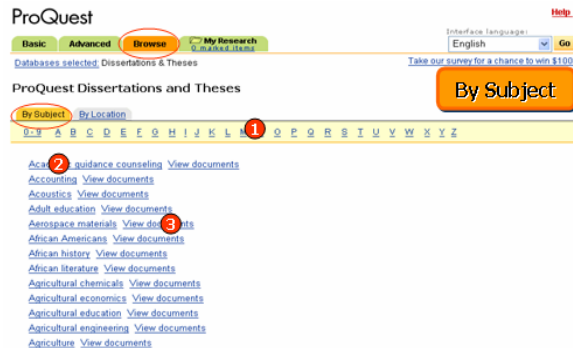 ProQuest
Help
Basic Advanced Browse My Research
0 marked items
Interface language:
English Go
Databases selected: Dissertations & Theses
Take our survey for a chance to win $100
ProQuest Dissertations and Theses
By Subject
By Subject By Location
0-9 A B C D E F G H I J K L M 1 O P Q R S T U V W X Y Z
2 guidance counseling View documents
Accounting View documents
Acoustics View documents
Adult education View documents
Aerospace materials View 3
African Americans View documents
African history View documents
African literature View documents
Agricultural chemicals View documents
Agricultural economics View documents
Agricultural education View documents
Agricultural engineering View documents
Agriculture View documents